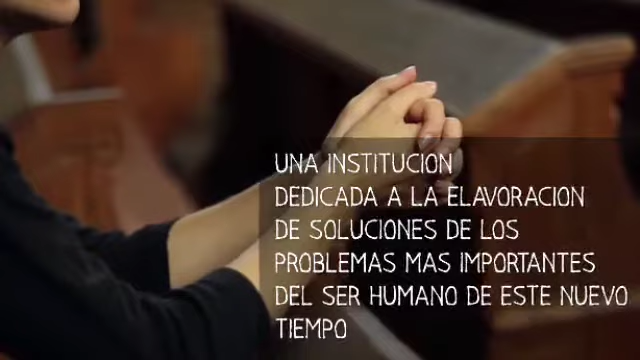 UNA INSTITUCION
DEDICADA A LA ELAVORACION
DE SOLUCIONES DE LOS
PROBLEMAS MAS IMPORTANTES
DEL SER HUMANO DE ESTE NUEVO
TIEMPO